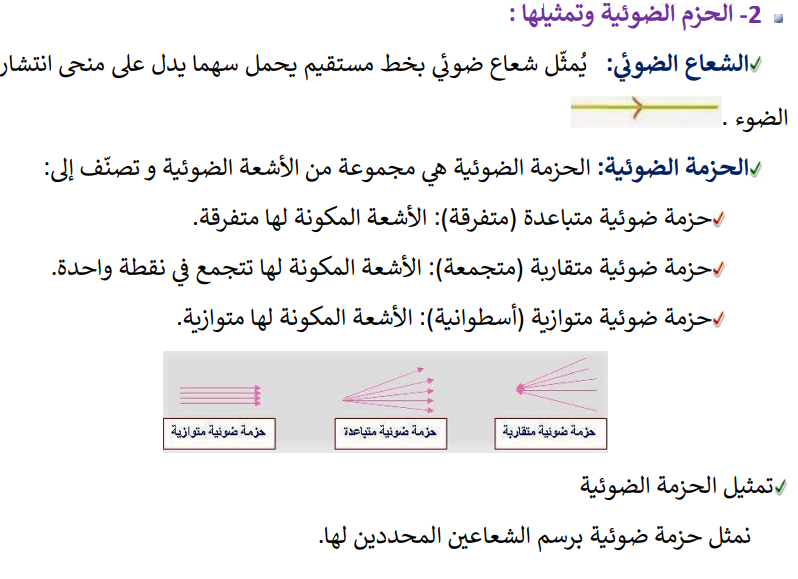 2- الحزم الضوئية وتمثيلها :
الشعاع الضوئي: يُمثّل شعاع ضوئي بخط مستقيم يحمل سهما يدل على منحى انتشار
الضوء .
الحزمة الضوئية: الحزمة الضوئية هي مجموعة من الأشعة الضوئية و تصنّف إلى:
حزمة ضوئية متباعدة (متفرقة): الأشعة المكونة لها متفرقة.
حزمة ضوئية متقاربة (متجمعة): الأشعة المكونة لها تتجمع في نقطة واحدة.
حزمة ضوئية متوازية (أسطوانية): الأشعة المكونة لها متوازية.
حزمة ضوئية متقاربة
حزمة ضوئية متباعدة
حزمة ضوئية متوازية
تمثيل الحزمة الضوئية
نمثل حزمة ضوئية برسم الشعاعين المحددين لها.